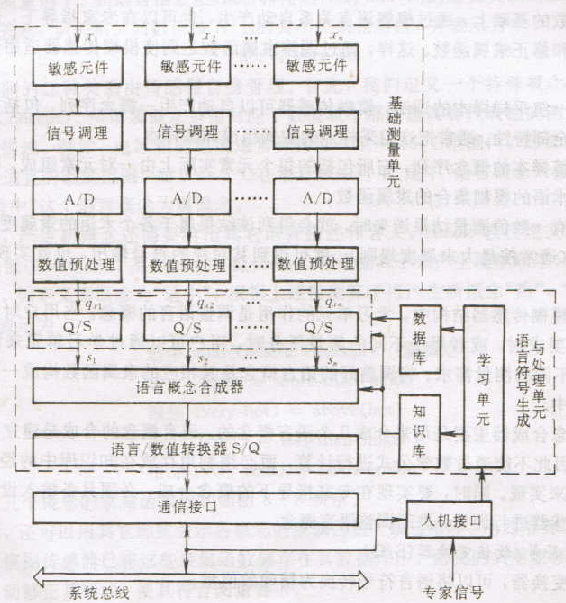 x₁ x₂ …… xₙ
敏感元件 敏感元件 …… 敏感元件
信号调理 信号调理 …… 信号调理
A/D A/D …… A/D
数值预处理 数值预处理 …… 数值预处理
基础测量单元
Q/S Q/S …… Q/S
s₁ s₂ sₙ
语言概念合成器
语言/数值转换器S/Q
数据库
知识库
学习单元
语言符号生成
与处理单元
通信接口
人机接口
系统总线
专家信号